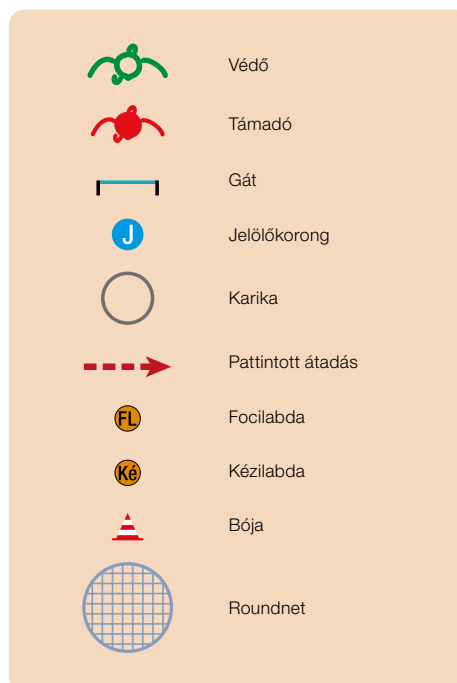 Védő
Támadó
Gát
J Jelölőkorong
Karika
Pattintott átadás
FL Focilabda
Ké Kézilabda
Bója
Roundnet